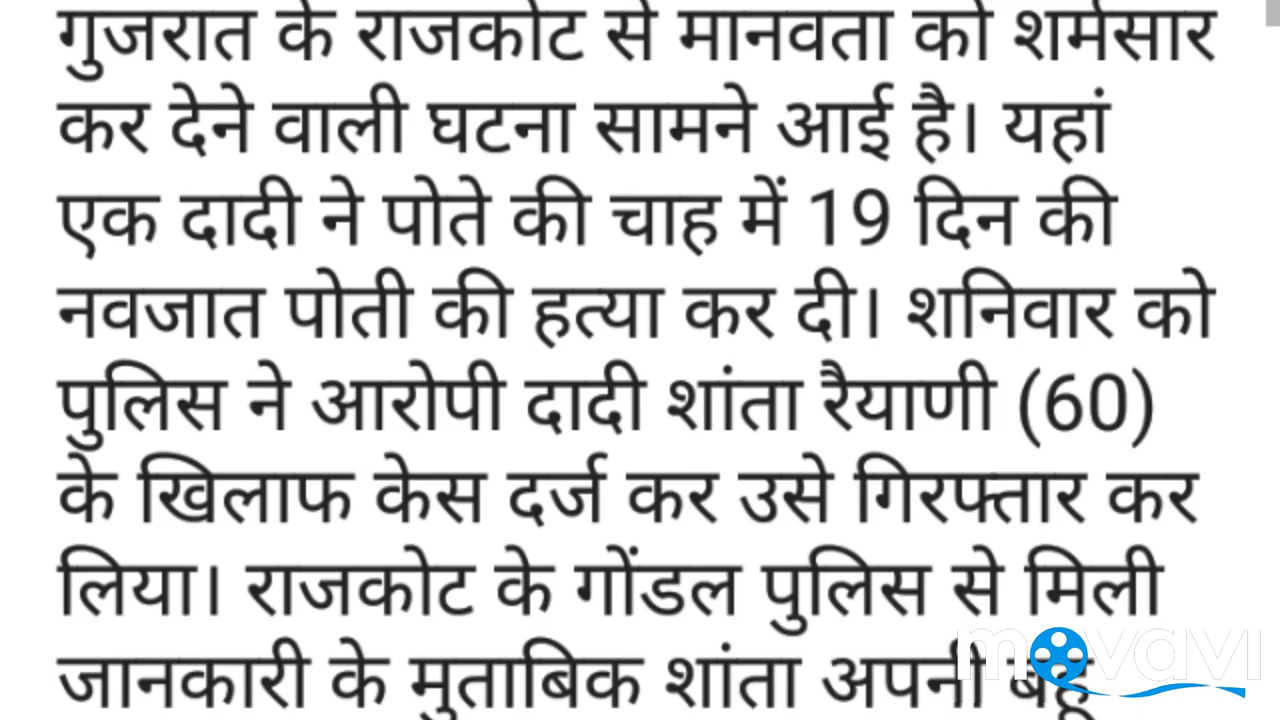 गुजरात के राजकोट से मानवता को शर्मसार
कर देने वाली घटना सामने आई है। यहां
एक दादी ने पोते की चाह में 19 दिन की
नवजात पोती की हत्या कर दी। शनिवार को
पुलिस ने आरोपी दादी शांता रैयाणी (60)
के खिलाफ केस दर्ज कर उसे गिरफ्तार कर
लिया। राजकोट के गोंडल पुलिस से मिली
जानकारी के मुताबिक शांता अपनी बहू
movavi